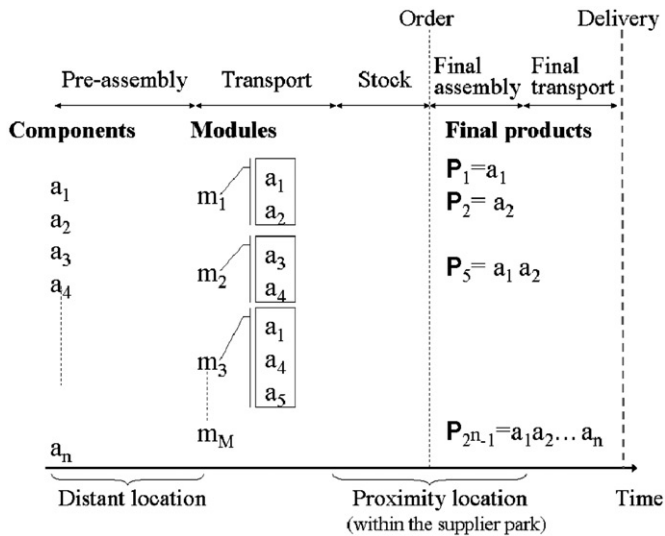 Order
Delivery
Pre-assembly
Transport
Stock
Final assembly
Final transport
Components
Modules
Final products
a1
a2
a3
a4
an
m1
a1
a2
m2
a3
a4
m3
a1
a4
a5
mM
P1=a1
P2= a2
P5= a1 a2
P2n-1=a1a2... an
Distant location
Proximity location
(within the supplier park)
Time